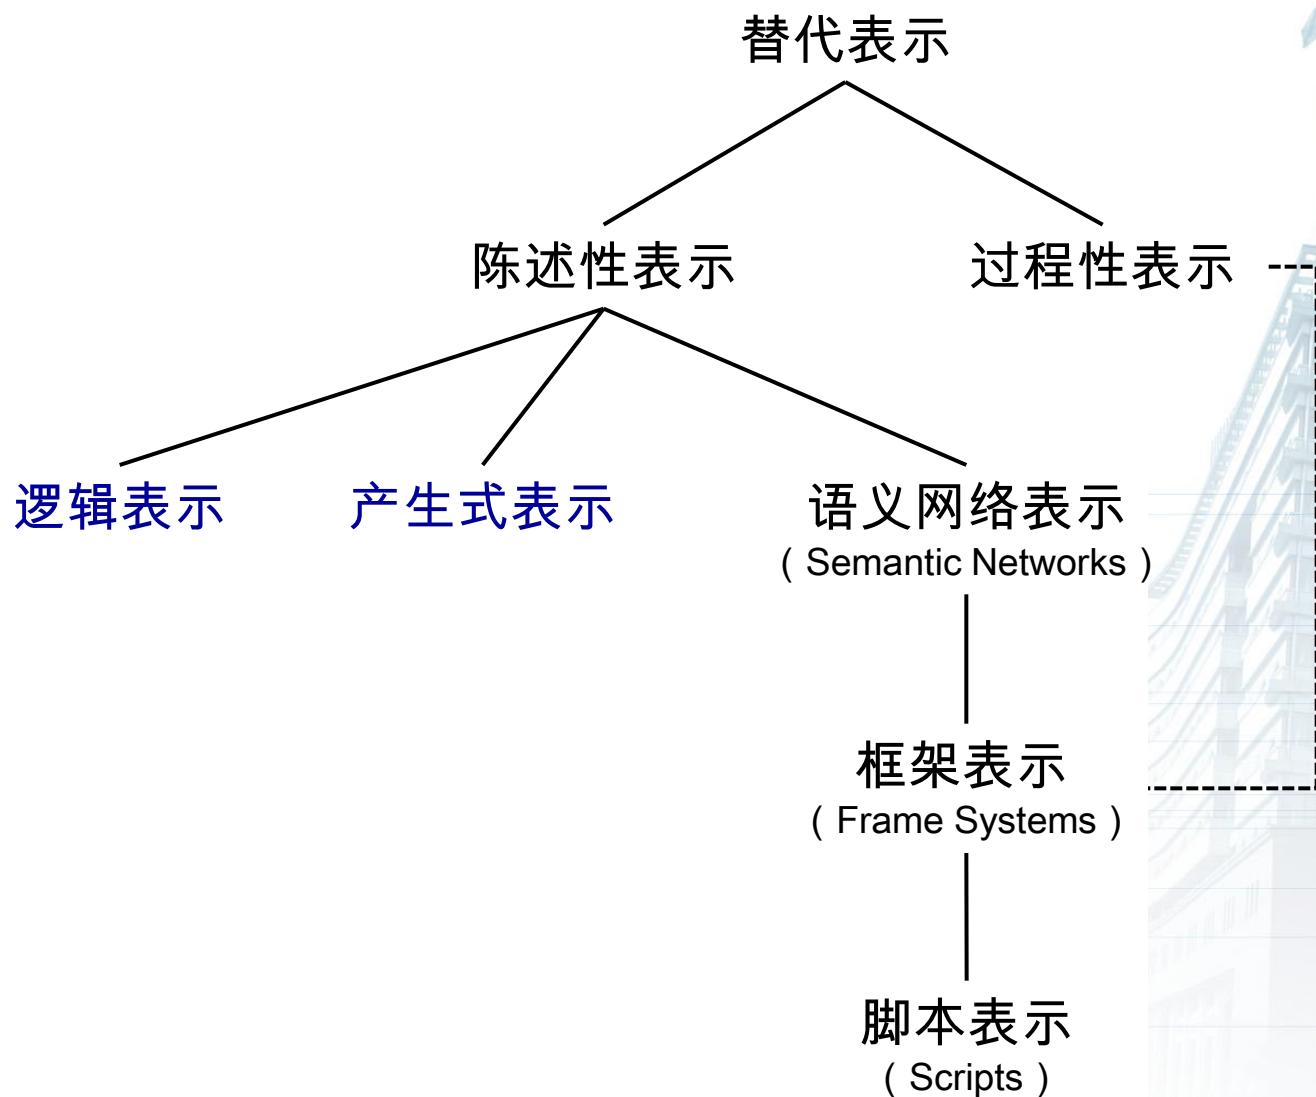 替代表示
陈述性表示
过程性表示
逻辑表示
产生式表示
语义网络表示
（Semantic Networks）
框架表示
（Frame Systems）
脚本表示
（Scripts）